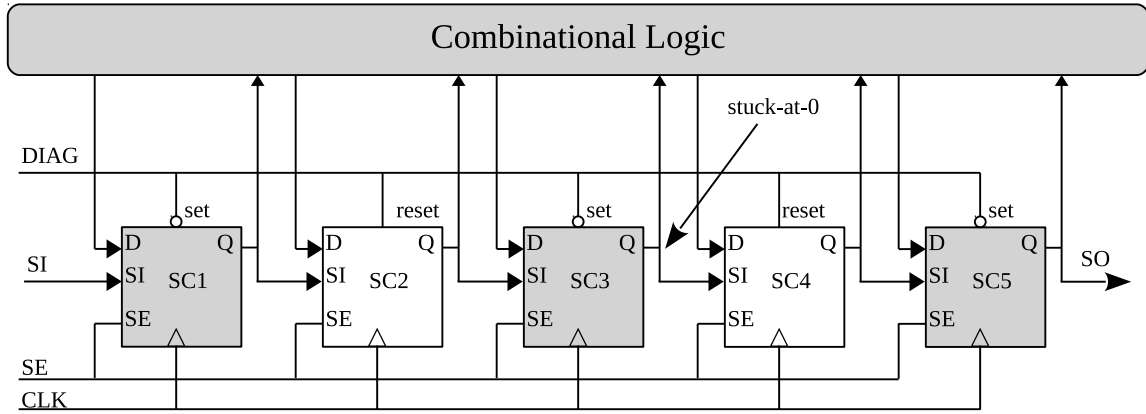 Combinational Logic
stuck-at-0
DIAG
set
reset
set
reset
set
D Q
D Q
D Q
D Q
D Q
SI
SI SC1
SI SC2
SI SC3
SI SC4
SI SC5
SO
SE
SE
SE
SE
SE
SE
CLK